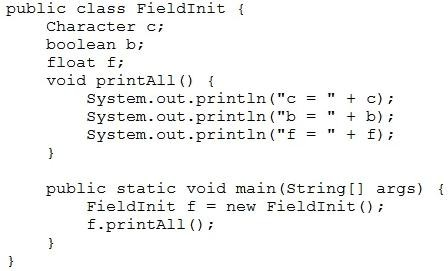 public class FieldInit {
    Character c;
    boolean b;
    float f;
    void printAll() {
        System.out.println("c = " + c);
        System.out.println("b = " + b);
        System.out.println("f = " + f);
    }

    public static void main(String[] args) {
        FieldInit f = new FieldInit();
        f.printAll();
    }
}